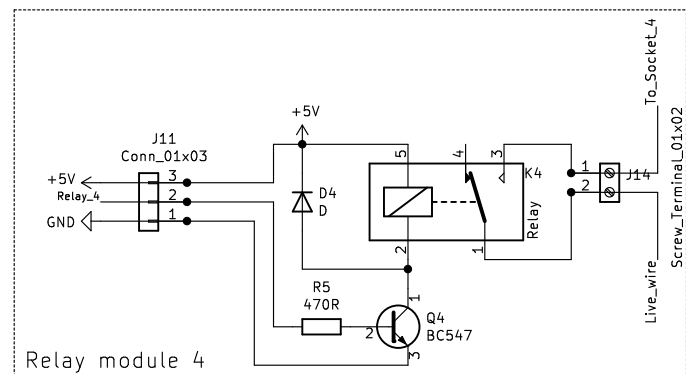 To_Socket_4
+5V
J11
Conn_01x03
5
4
3
K4
1
J14
Screw_Terminal_01x02
+5V
3
D4
2
Relay_4
2
D
Relay
GND
1
2
1
Live_wire
R5
470R
1
Q4
2
BC547
3
Relay module 4